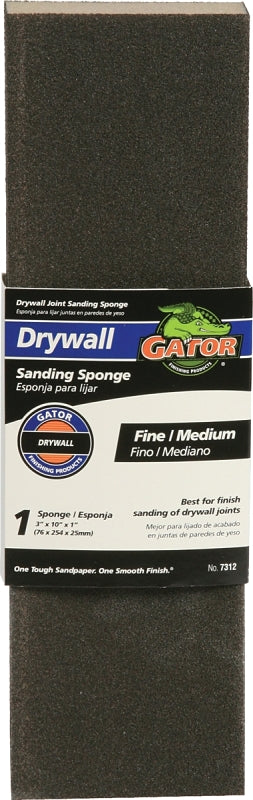 Drywall Joint Sanding Sponge
Esponja para lijar juntas en paredes de yeso
Drywall
GATOR
FINISHING PRODUCTS
®
Sanding Sponge
Esponja para lijar
GATOR
DRYWALL
FINISHING PRODUCTS
Fine / Medium
Fino / Mediano
1 Sponge / Esponja
3" x 10" x 1"
(76 x 254 x 25mm)
Best for finish
sanding of drywall joints
Mejor para lijado de acabado
en juntas de paredes de yeso
One Tough Sandpaper. One Smooth Finish.®
No. 7312